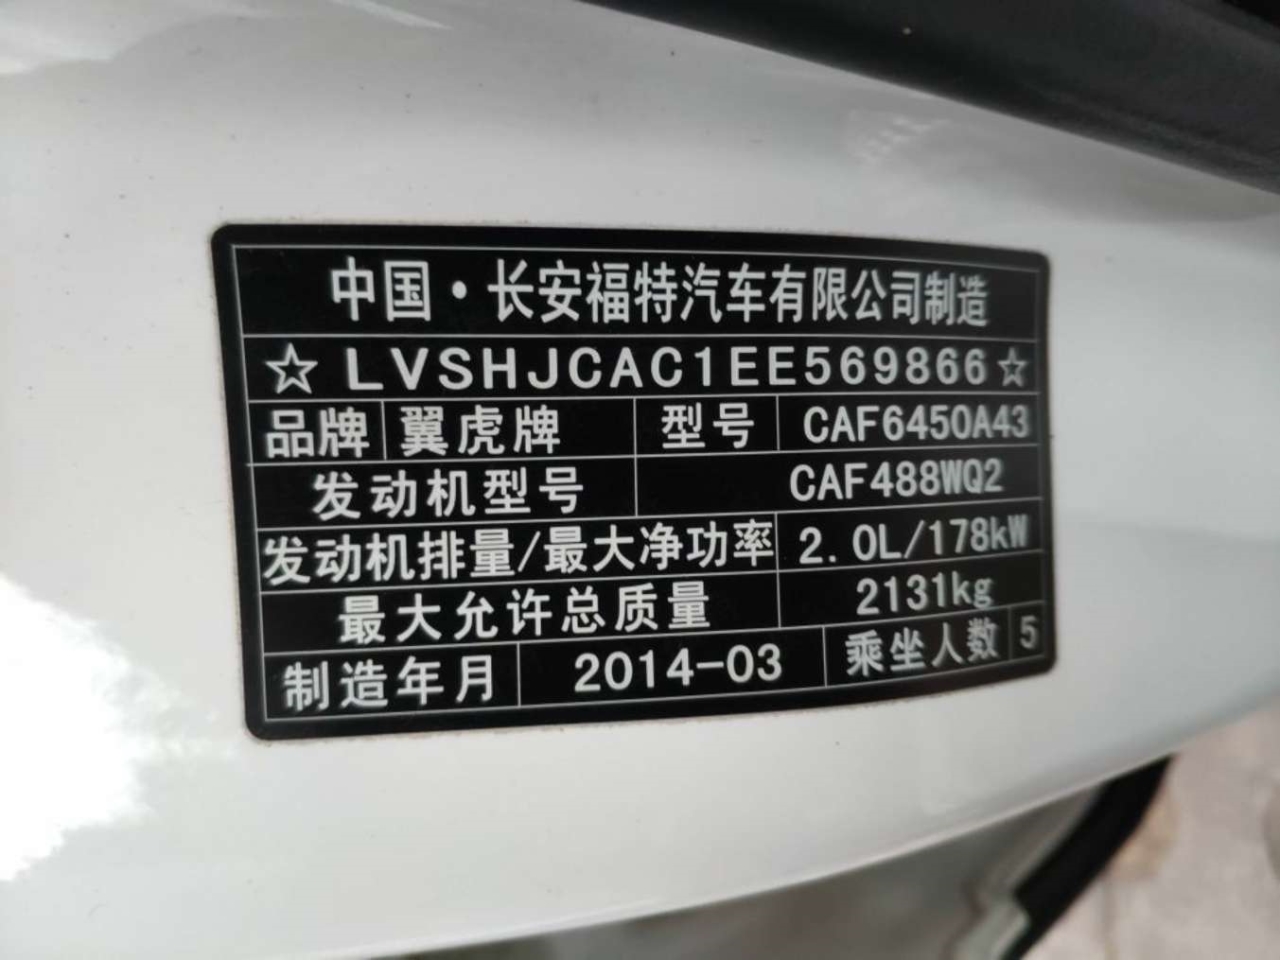 中国·长安福特汽车有限公司制造
☆LVSHJCAC1EE569866☆
品牌 翼虎牌 型号 CAF6450A43
发动机型号 CAF488WQ2
发动机排量/最大净功率 2.0L/178kW
最大允许总质量 2131kg
制造年月 2014-03 乘坐人数 5